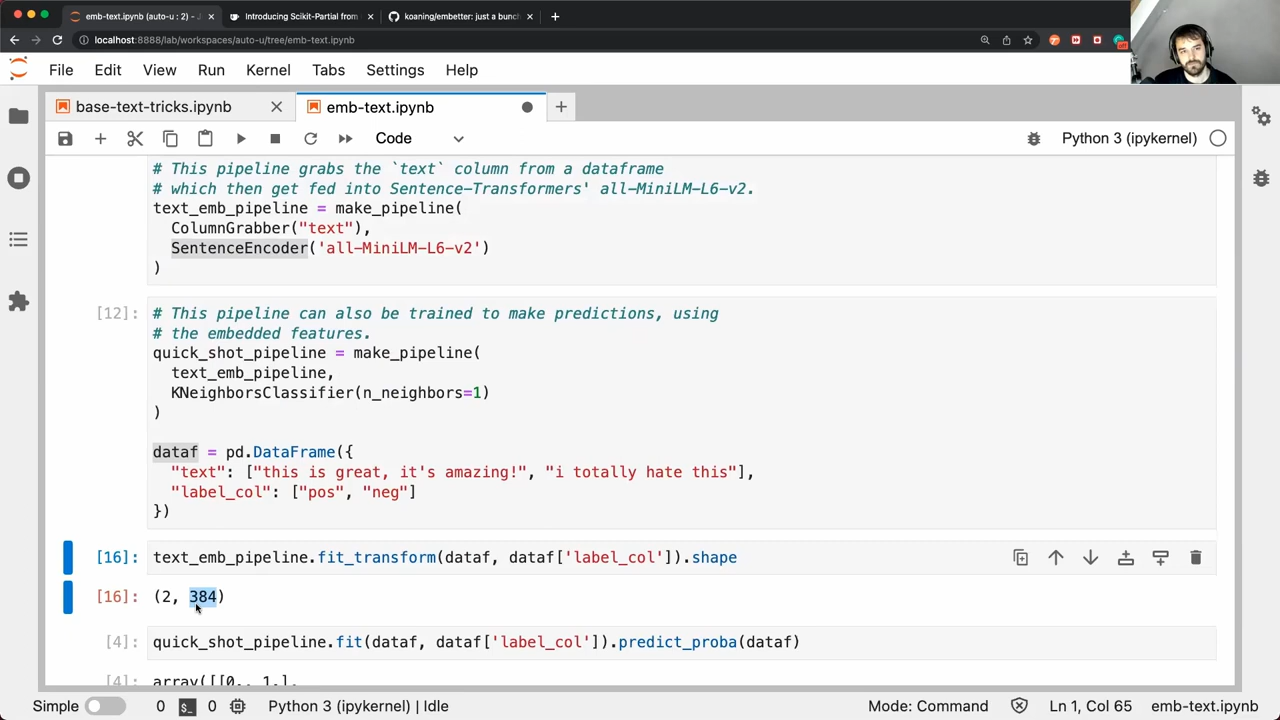 emb-text.ipynb (auto-u : 2) - J
Introducing Scikit-Partial from
koaning/embetter: just a bunch
localhost:8888/lab/workspaces/auto-u/tree/emb-text.ipynb
File Edit View Run Kernel Tabs Settings Help
base-text-tricks.ipynb
emb-text.ipynb
Code
Python 3 (ipykernel)
# This pipeline grabs the `text` column from a dataframe
# which then get fed into Sentence-Transformers' all-MiniLM-L6-v2.
text_emb_pipeline = make_pipeline(
ColumnGrabber("text"),
SentenceEncoder('all-MiniLM-L6-v2')
)
[12]: # This pipeline can also be trained to make predictions, using
# the embedded features.
quick_shot_pipeline = make_pipeline(
text_emb_pipeline,
KNeighborsClassifier(n_neighbors=1)
)
dataf = pd.DataFrame({
"text": ["this is great, it's amazing!", "i totally hate this"],
"label_col": ["pos", "neg"]
})
[16]: text_emb_pipeline.fit_transform(dataf, dataf['label_col']).shape
[16]: (2, 384)
[4]: quick_shot_pipeline.fit(dataf, dataf['label_col']).predict_proba(dataf)
[4]: array([[0., 1.],
Simple 0 $_ 0 Python 3 (ipykernel) | Idle Mode: Command Ln 1, Col 65 emb-text.ipynb